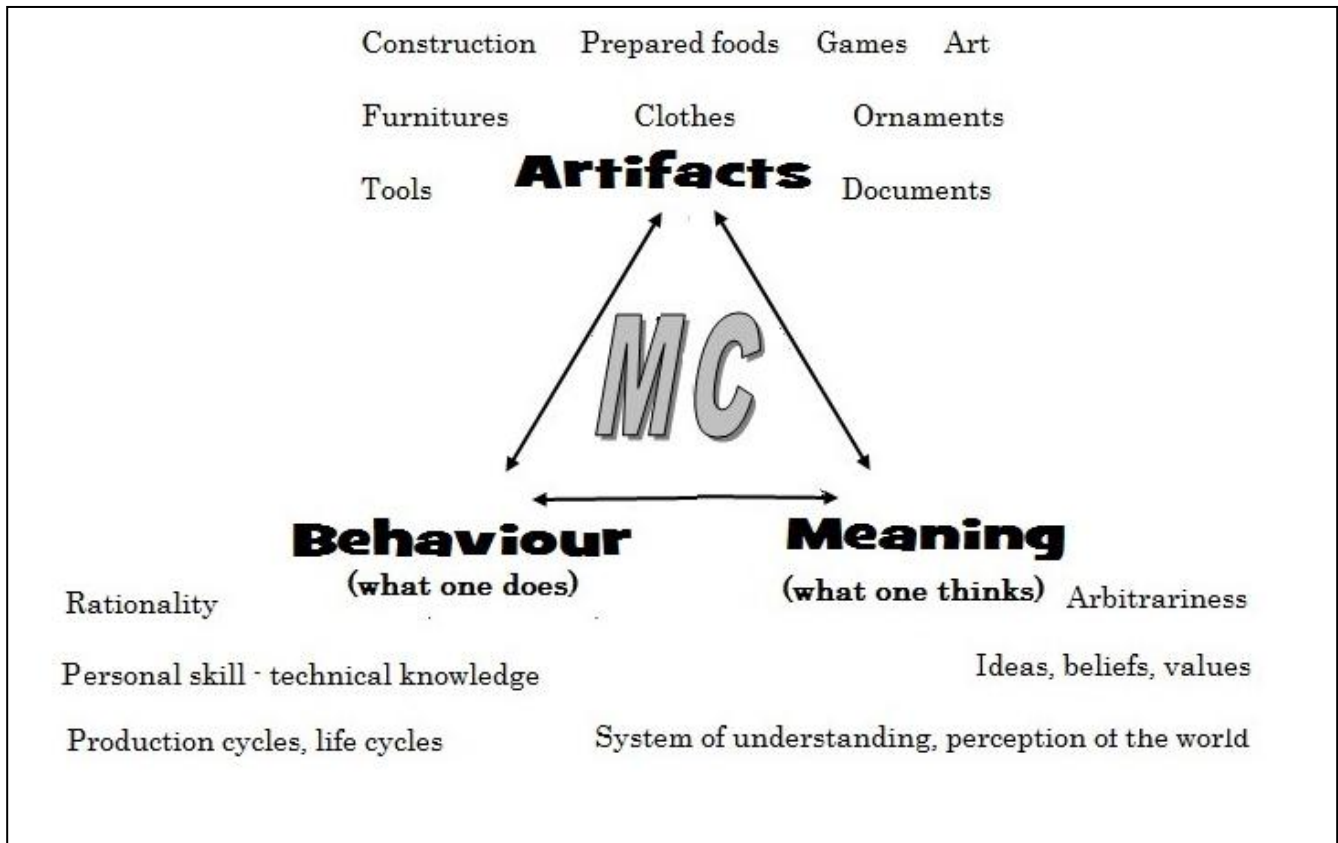 Construction Prepared foods Games Art
Furnitures Clothes Ornaments
Artifacts
Tools Documents
MC
Behaviour Meaning
(what one does) (what one thinks)
Rationality Arbitrariness
Personal skill - technical knowledge Ideas, beliefs, values
Production cycles, life cycles System of understanding, perception of the world